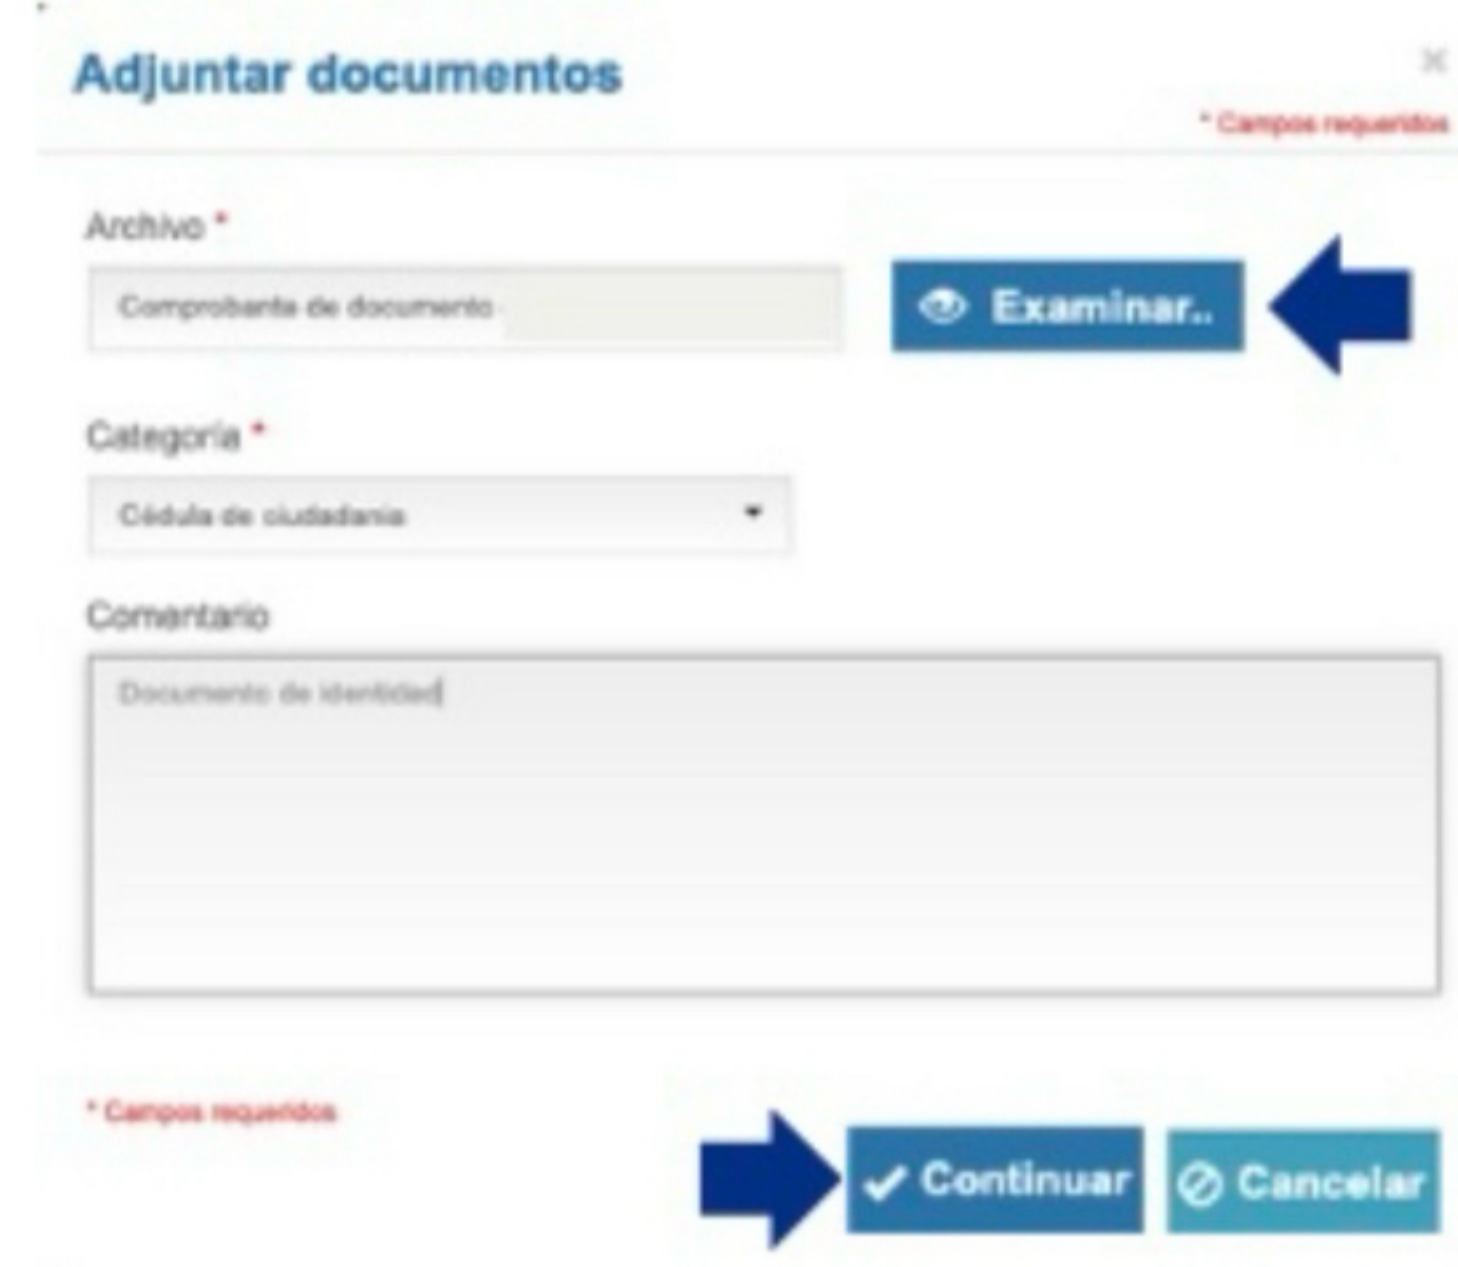 Adjuntar documentos
* Campos requeridos
Archivo *
Comprobante de documento
Examinar..
Categoría *
Cédula de ciudadania
Comentario
Documento de identidad
* Campos requeridos
Continuar
Cancelar